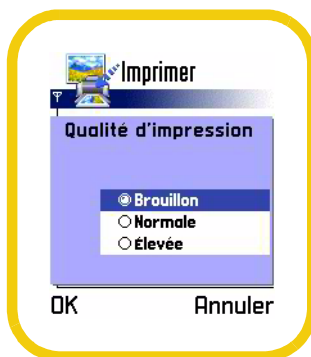 Imprimer
Qualité d'impression
Brouillon
Normale
Élevée
OK Annuler